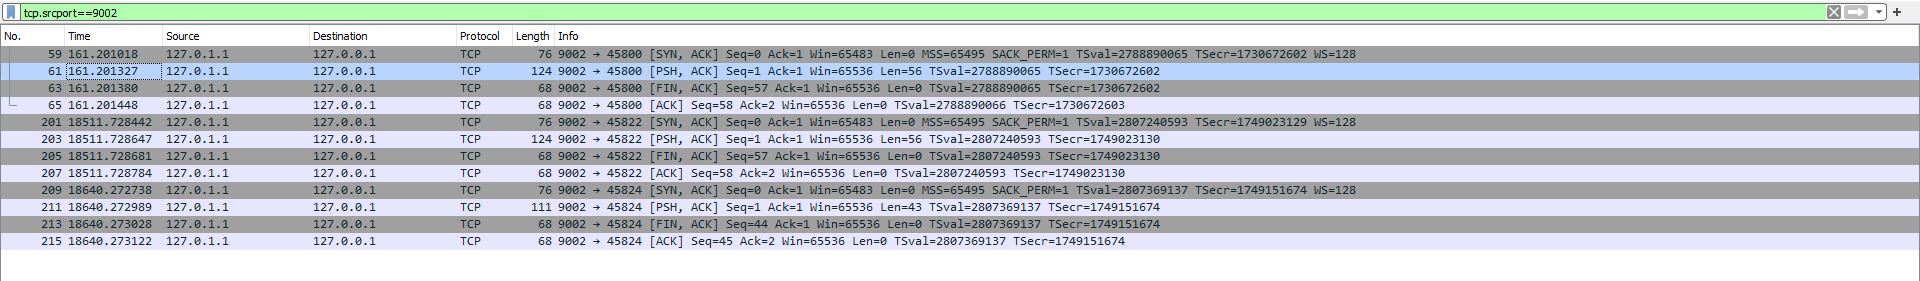 tcp.srcport==9002
No. Time Source Destination Protocol Length Info
59 161.201018 127.0.1.1 127.0.0.1 TCP 76 9002 → 45800 [SYN, ACK] Seq=0 Ack=1 Win=65483 Len=0 MSS=65495 SACK_PERM=1 TSval=2788890065 TSecr=1730672602 WS=128
61 161.201327 127.0.1.1 127.0.0.1 TCP 124 9002 → 45800 [PSH, ACK] Seq=1 Ack=1 Win=65536 Len=56 TSval=2788890065 TSecr=1730672602
63 161.201380 127.0.1.1 127.0.0.1 TCP 68 9002 → 45800 [FIN, ACK] Seq=57 Ack=1 Win=65536 Len=0 TSval=2788890065 TSecr=1730672602
65 161.201448 127.0.1.1 127.0.0.1 TCP 68 9002 → 45800 [ACK] Seq=58 Ack=2 Win=65536 Len=0 TSval=2788890066 TSecr=1730672603
201 18511.728442 127.0.1.1 127.0.0.1 TCP 76 9002 → 45822 [SYN, ACK] Seq=0 Ack=1 Win=65483 Len=0 MSS=65495 SACK_PERM=1 TSval=2807240593 TSecr=1749023129 WS=128
203 18511.728647 127.0.1.1 127.0.0.1 TCP 124 9002 → 45822 [PSH, ACK] Seq=1 Ack=1 Win=65536 Len=56 TSval=2807240593 TSecr=1749023130
205 18511.728681 127.0.1.1 127.0.0.1 TCP 68 9002 → 45822 [FIN, ACK] Seq=57 Ack=1 Win=65536 Len=0 TSval=2807240593 TSecr=1749023130
207 18511.728784 127.0.1.1 127.0.0.1 TCP 68 9002 → 45822 [ACK] Seq=58 Ack=2 Win=65536 Len=0 TSval=2807240593 TSecr=1749023130
209 18640.272738 127.0.1.1 127.0.0.1 TCP 76 9002 → 45824 [SYN, ACK] Seq=0 Ack=1 Win=65483 Len=0 MSS=65495 SACK_PERM=1 TSval=2807369137 TSecr=1749151674 WS=128
211 18640.272989 127.0.1.1 127.0.0.1 TCP 111 9002 → 45824 [PSH, ACK] Seq=1 Ack=1 Win=65536 Len=43 TSval=2807369137 TSecr=1749151674
213 18640.273028 127.0.1.1 127.0.0.1 TCP 68 9002 → 45824 [FIN, ACK] Seq=44 Ack=1 Win=65536 Len=0 TSval=2807369137 TSecr=1749151674
215 18640.273122 127.0.1.1 127.0.0.1 TCP 68 9002 → 45824 [ACK] Seq=45 Ack=2 Win=65536 Len=0 TSval=2807369137 TSecr=1749151674